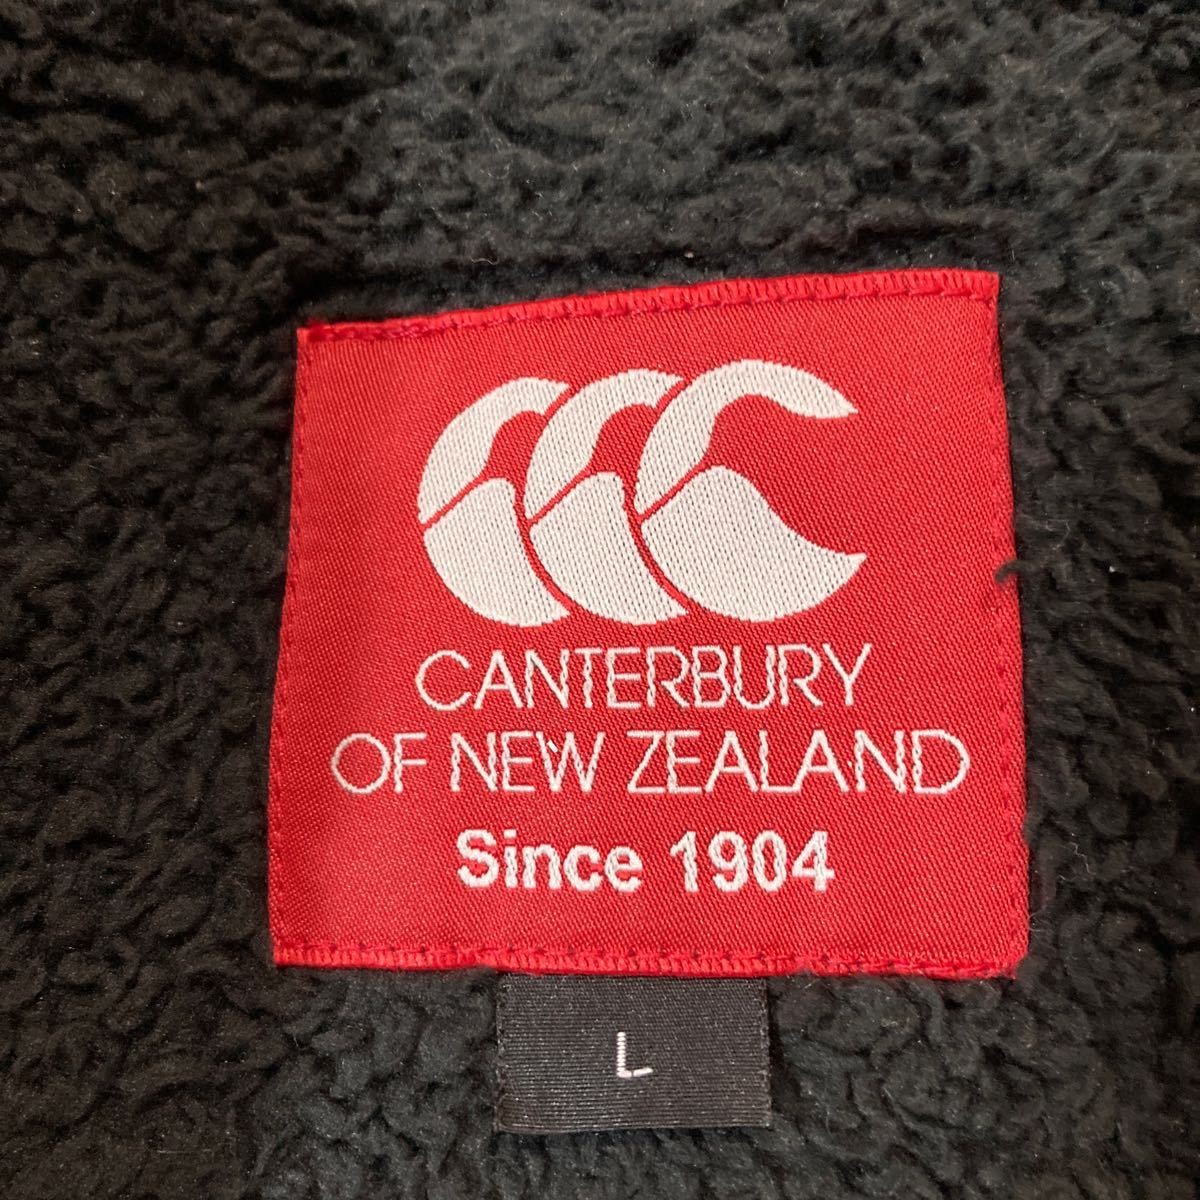 CANTERBURY
OF NEW ZEALAND
Since 1904
L